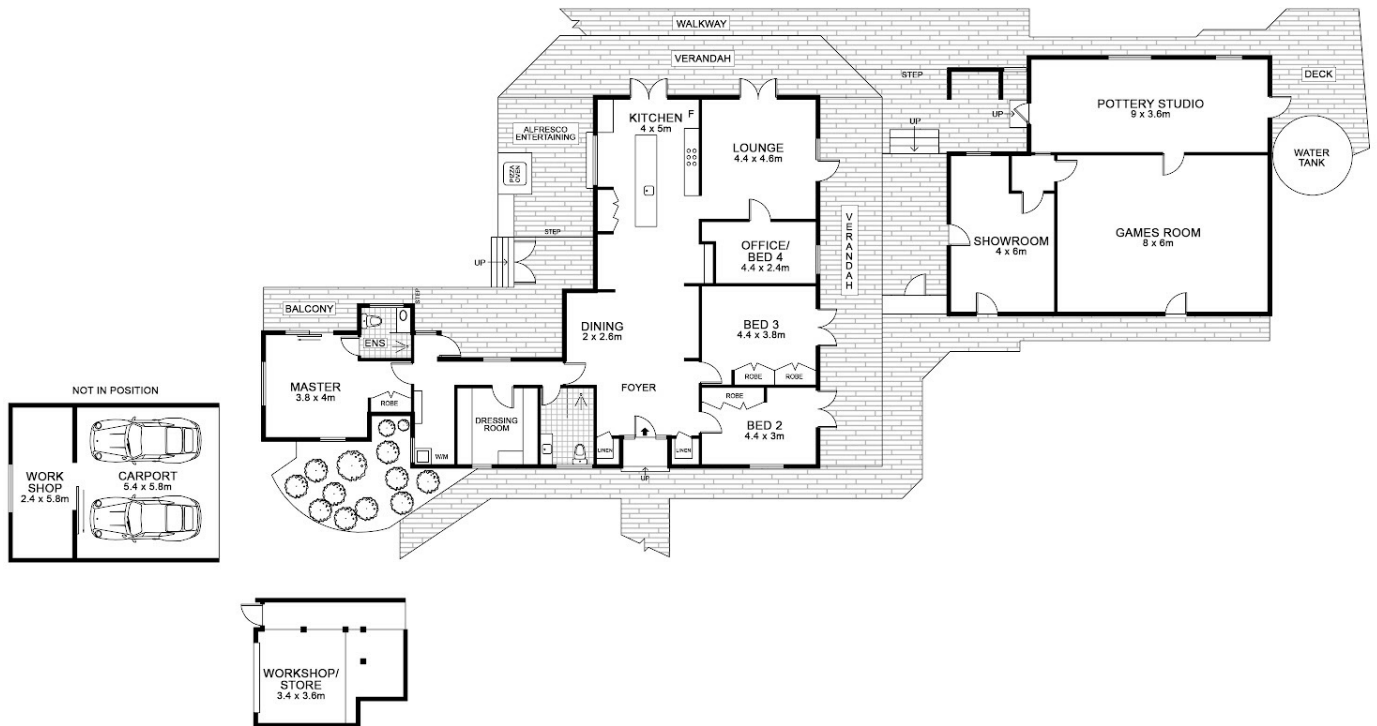 WALKWAY
VERANDAH
STEP
DECK
ALFRESCO
ENTERTAINING
PIZZA
OVEN
KITCHEN
4 x 5m
F
LOUNGE
4.4 x 4.6m
UP
UP
POTTERY STUDIO
9 x 3.6m
WATER
TANK
STEP
UP
OFFICE/
BED 4
4.4 x 2.4m
VERANDAH
SHOWROOM
4 x 6m
GAMES ROOM
8 x 6m
BALCONY
STEP
ENS
DINING
2 x 2.6m
BED 3
4.4 x 3.8m
ROBE
ROBE
MASTER
3.8 x 4m
ROBE
FOYER
ROBE
BED 2
4.4 x 3m
DRESSING
ROOM
W/M
LINEN
LINEN
UP
NOT IN POSITION
WORK
SHOP
2.4 x 5.8m
CARPORT
5.4 x 5.8m
WORKSHOP/
STORE
3.4 x 3.6m